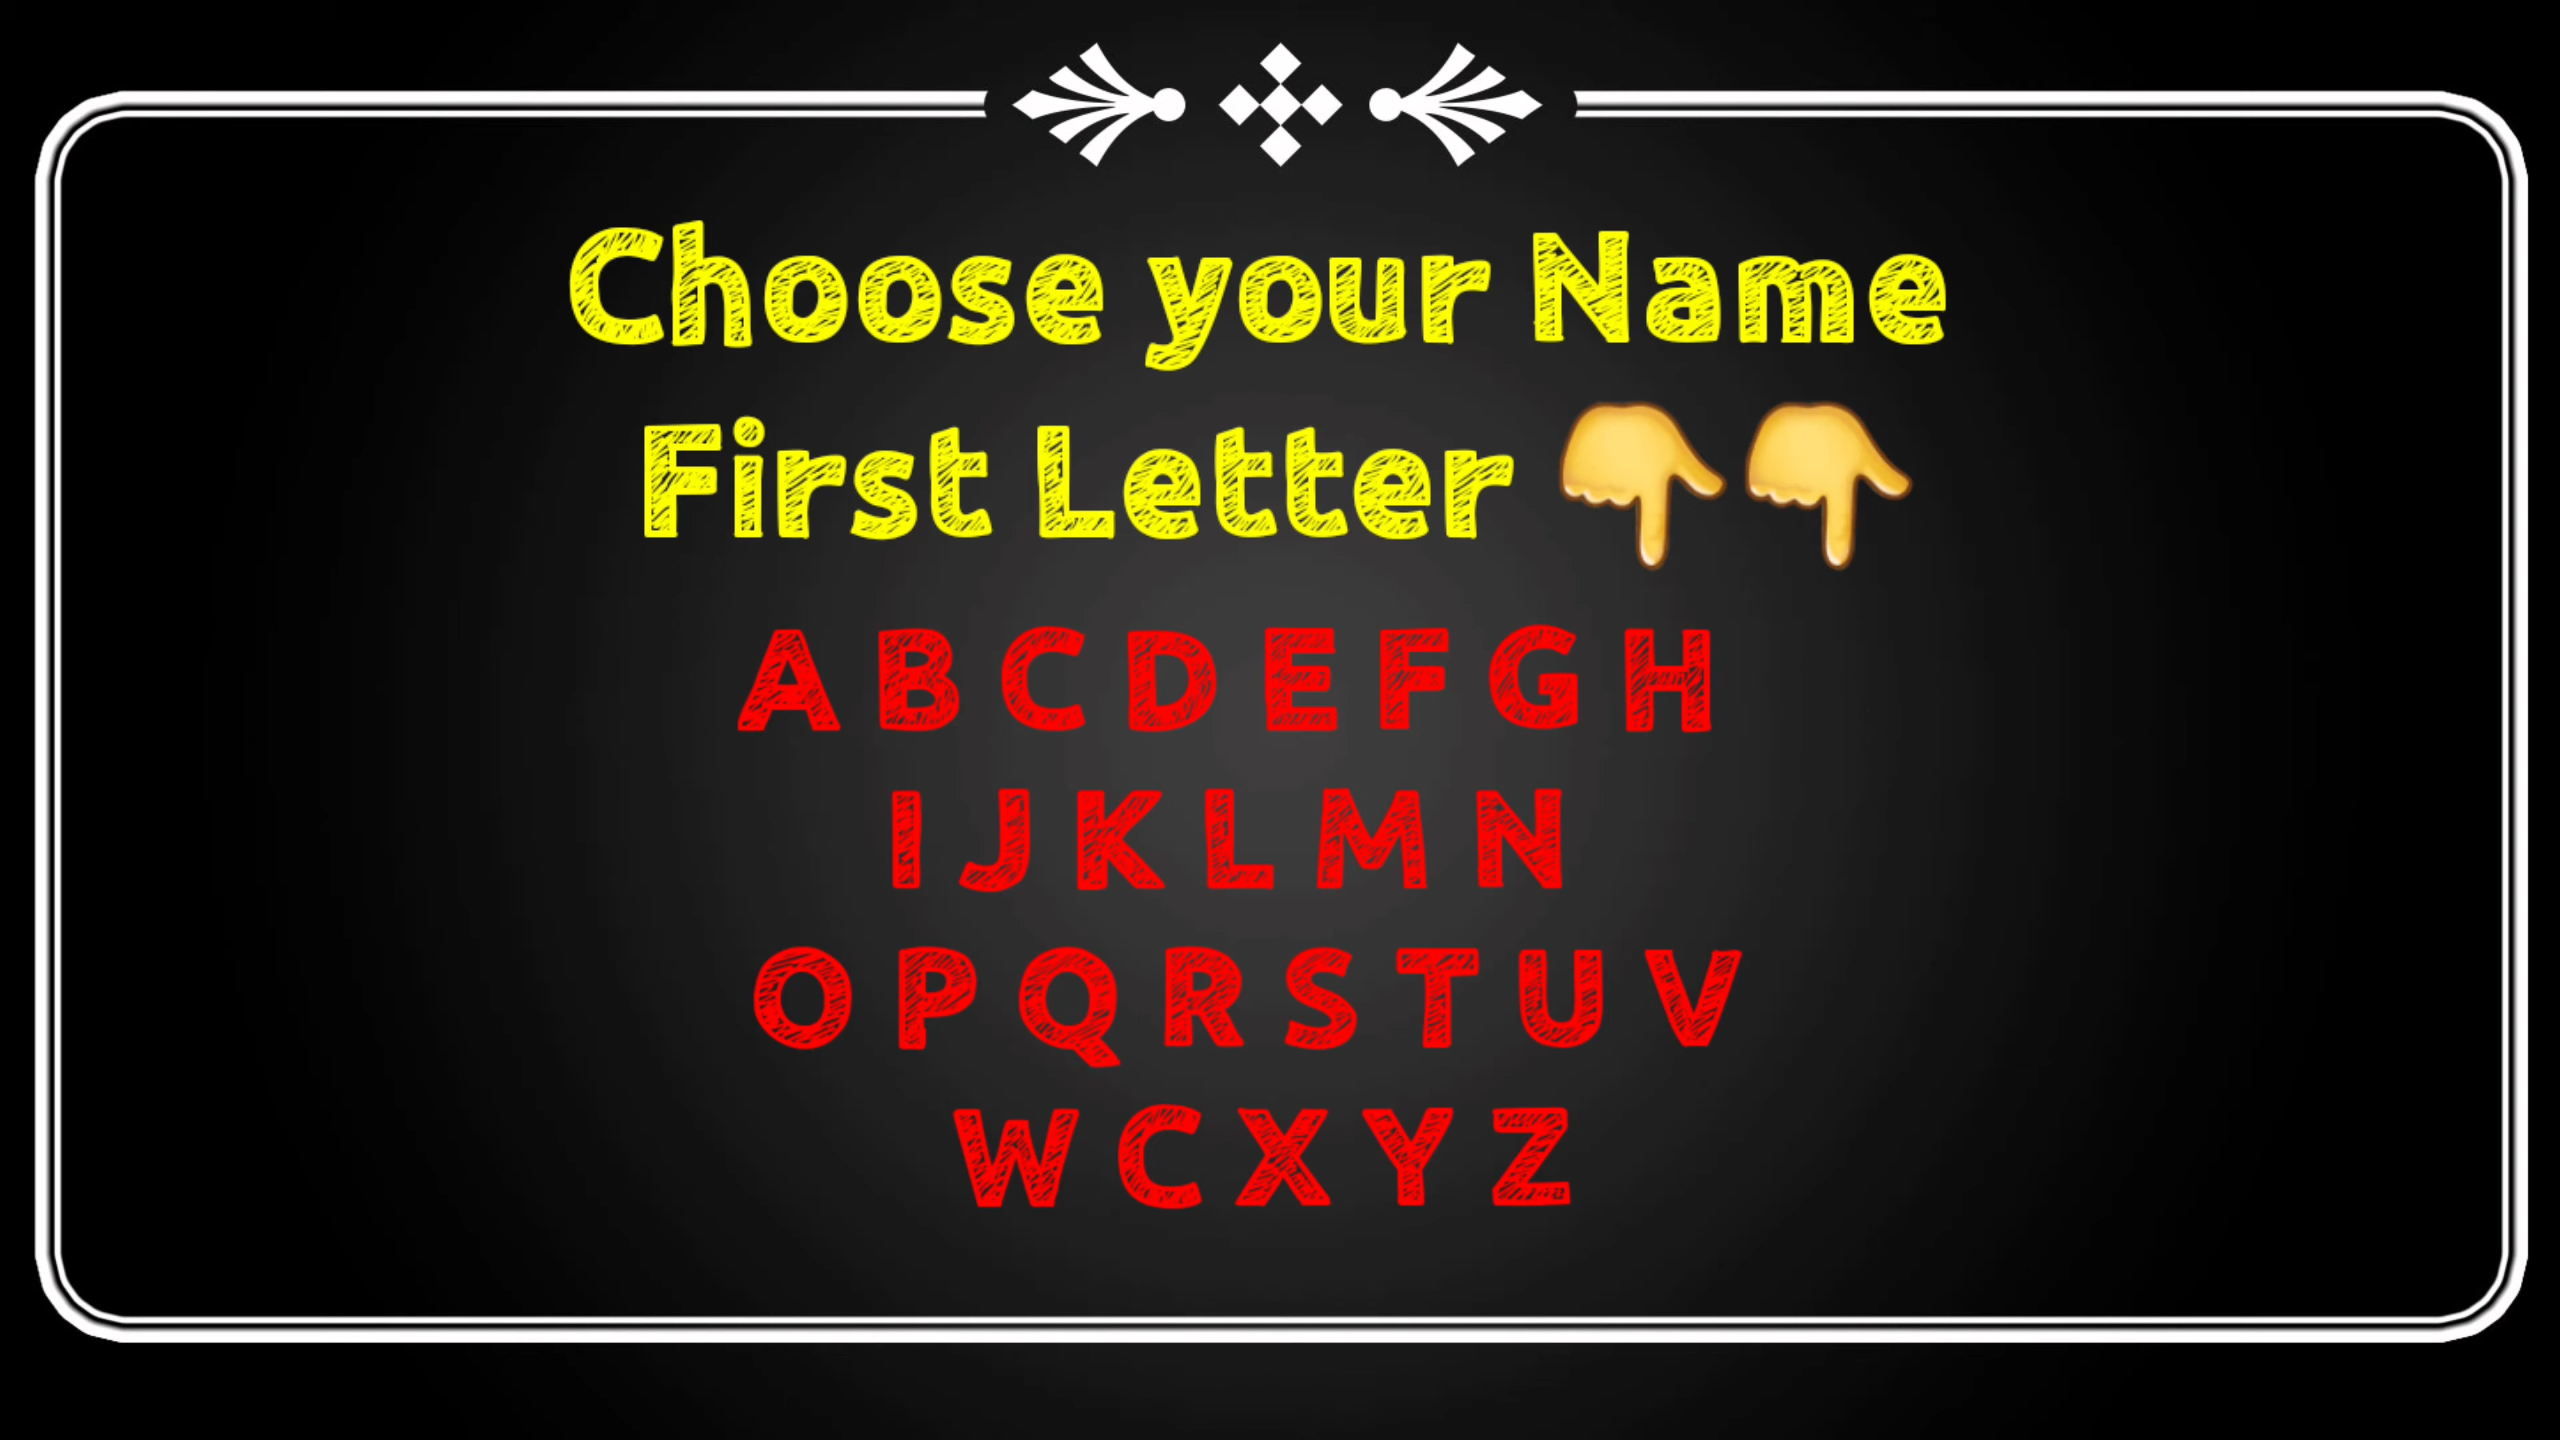 Choose your Name
First Letter 👇👇
A B C D E F G H
I J K L M N
O P Q R S T U V
W C X Y Z